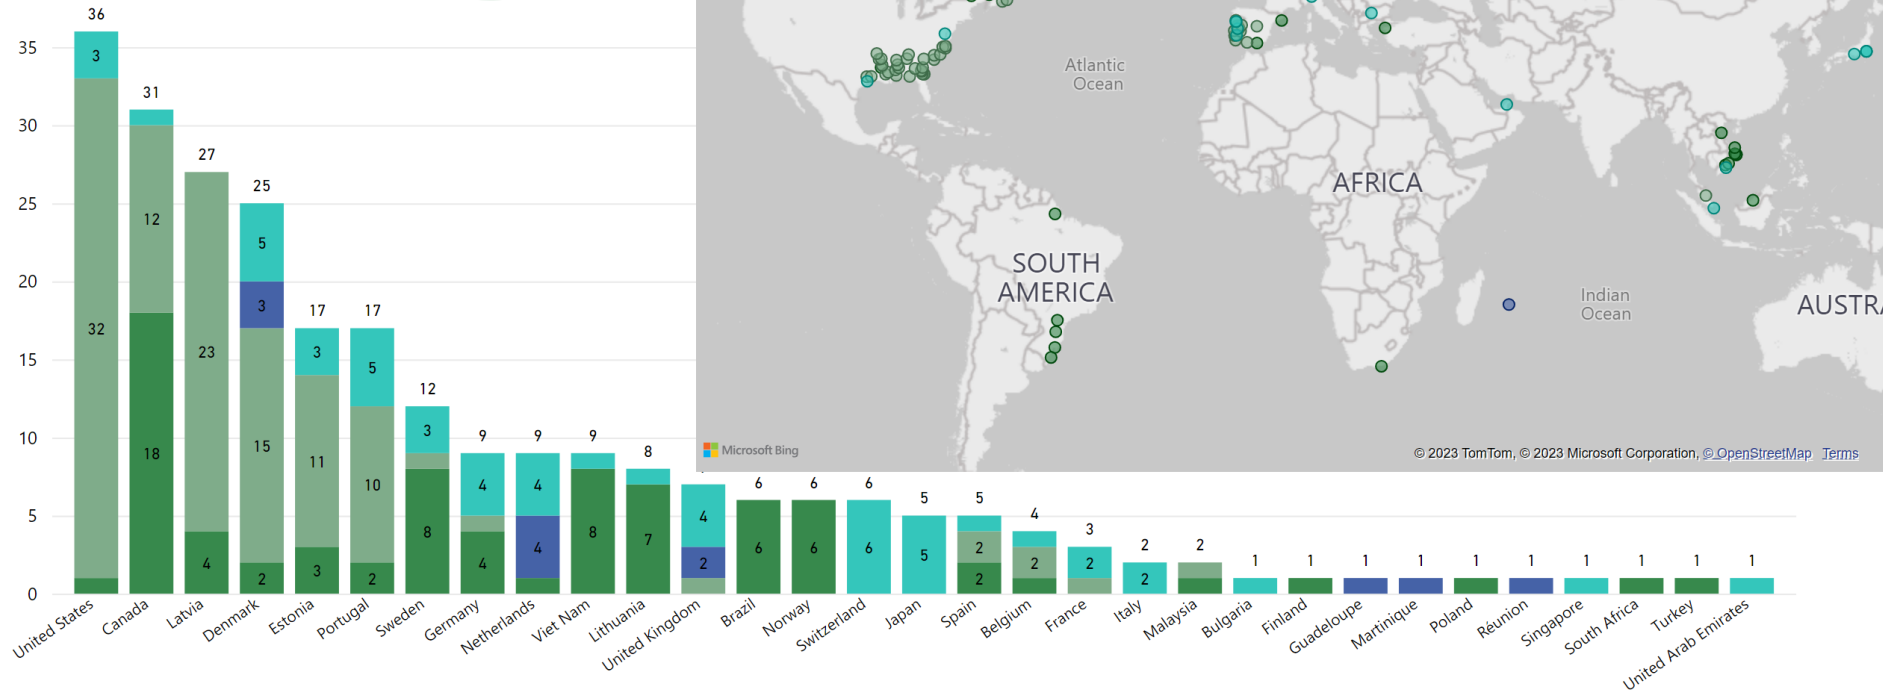 36
35
3
31
30
27
25
25
12
5
20
3
17
17
32
3
15
23
5
12
3
15
11
10
18
10
9
9
9
8
8
4
4
8
7
5
4
4
4
2
3
2
0
7
4
2
6
6
6
6
6
6
5
5
5
2
2
4
2
3
2
2
2
2
1
1
1
1
1
1
1
1
1
1
United States
Canada
Latvia
Denmark
Estonia
Portugal
Sweden
Germany
Netherlands
Viet Nam
Lithuania
United Kingdom
Brazil
Norway
Switzerland
Japan
Spain
Belgium
France
Italy
Malaysia
Bulgaria
Finland
Guadeloupe
Martinique
Poland
Réunion
Singapore
South Africa
Turkey
United Arab Emirates
Atlantic
Ocean
AFRICA
SOUTH
AMERICA
Indian
Ocean
AUSTRA
Microsoft Bing
© 2023 TomTom, © 2023 Microsoft Corporation, © OpenStreetMap Terms